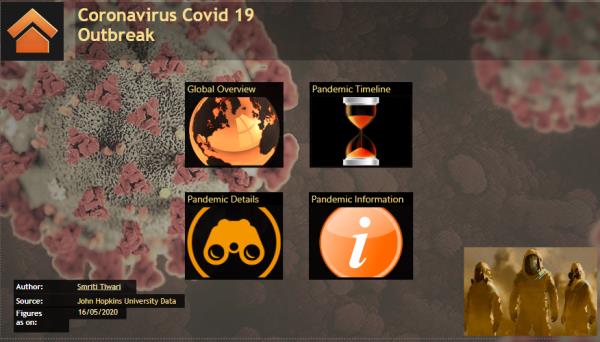 Coronavirus Covid 19
Outbreak
Global Overview
Pandemic Timeline
Pandemic Details
Pandemic Information
i
Author: Smriti Tiwari
Source: John Hopkins University Data
Figures 16/05/2020
as on: